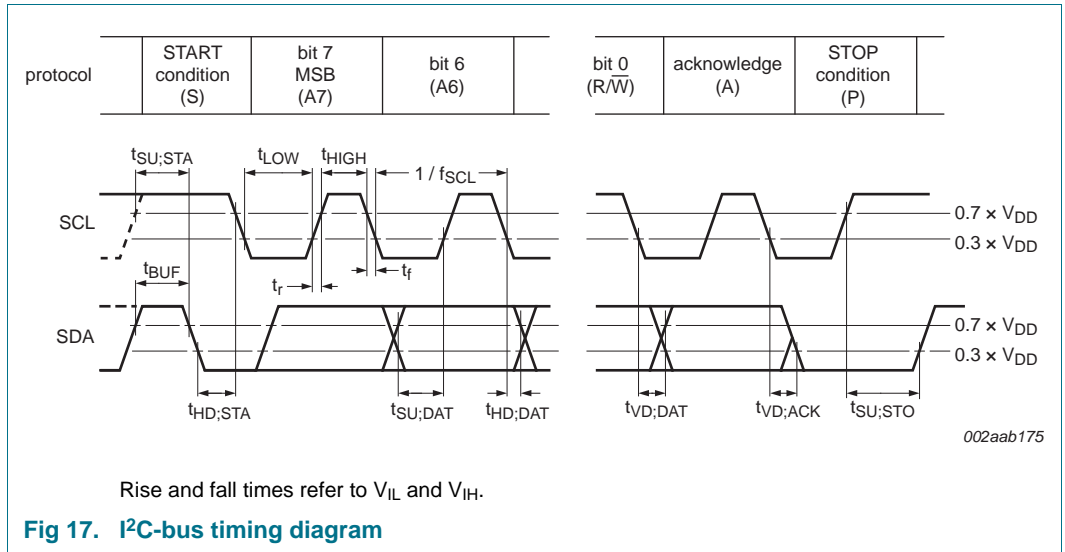 protocol
START
condition
(S)
bit 7
MSB
(A7)
bit 6
(A6)
bit 0
(R/W̅)
acknowledge
(A)
STOP
condition
(P)
tSU;STA
tLOW
tHIGH
1 / fSCL
SCL
0.7 × VDD
0.3 × VDD
tBUF
tr
tf
SDA
0.7 × VDD
0.3 × VDD
tHD;STA
tSU;DAT
tHD;DAT
tVD;DAT
tVD;ACK
tSU;STO
002aab175
Rise and fall times refer to VIL and VIH.
Fig 17. I²C-bus timing diagram